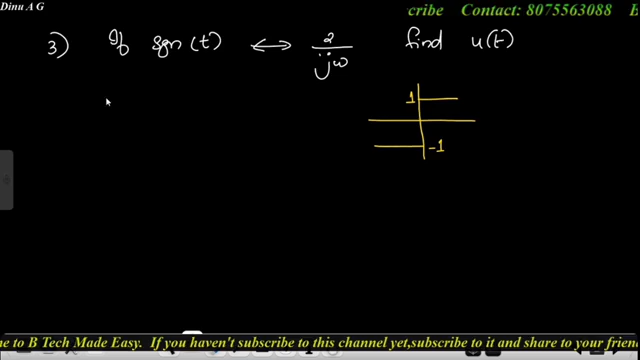 Dinu A G
cribe Contact: 8075563088 E
3) If sgn(t) ↔ 2/jω find u(t)
1
-1
ne to B Tech Made Easy. If you haven't subscribe to this channel yet,subscribe to it and share to your frien